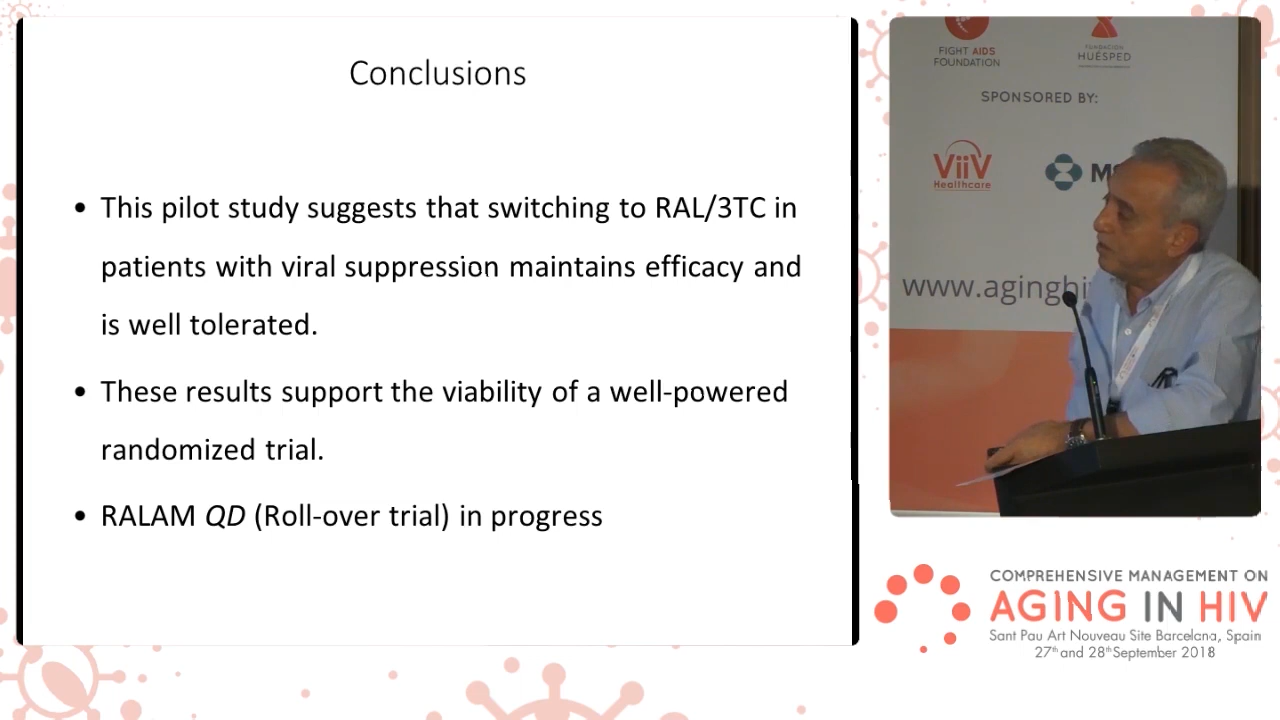 Conclusions
• This pilot study suggests that switching to RAL/3TC in
patients with viral suppression maintains efficacy and
is well tolerated.
• These results support the viability of a well-powered
randomized trial.
• RALAM QD (Roll-over trial) in progress
FIGHT AIDS
FOUNDATION
FUNDACIÓN
HUÉSPED
SPONSORED BY:
ViiV
Healthcare
www.aginghi
COMPREHENSIVE MANAGEMENT ON
AGING IN HIV
Sant Pau Art Nouveau Site Barcelona, Spain
27th and 28th September 2018